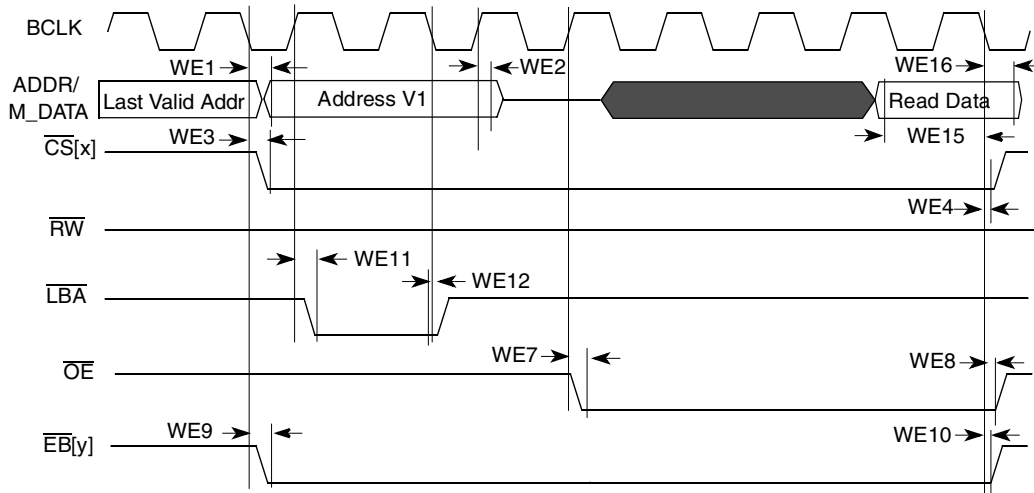 BCLK
WE1
WE2
WE16
ADDR/
M_DATA
Last Valid Addr
Address V1
Read Data
WE3
WE15
CS[x]
WE4
RW
WE11
WE12
LBA
WE7
WE8
OE
WE9
WE10
EB[y]